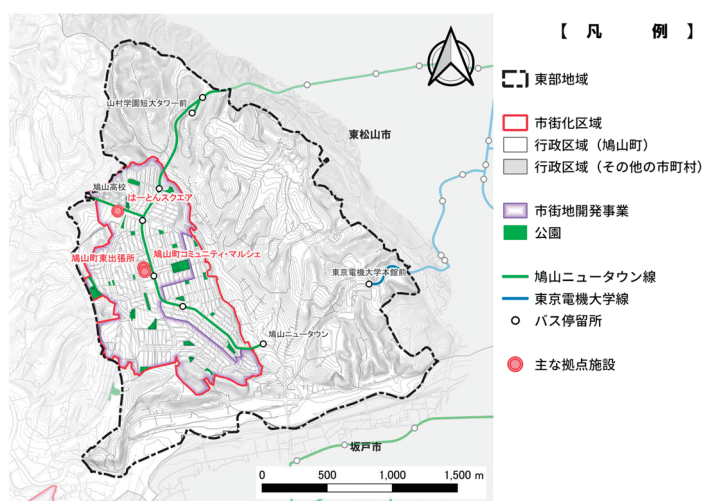 山村学園短大タワー前
東松山市
鳩山高校
はーとんスクエア
鳩山町東出張所
鳩山町コミュニティ・マルシェ
東京電機大学本館前
鳩山ニュータウン
坂戸市
0 500 1,000 1,500 m
【 凡 例 】
東部地域
市街化区域
行政区域（鳩山町）
行政区域（その他の市町村）
市街地開発事業
公園
鳩山ニュータウン線
東京電機大学線
バス停留所
主な拠点施設